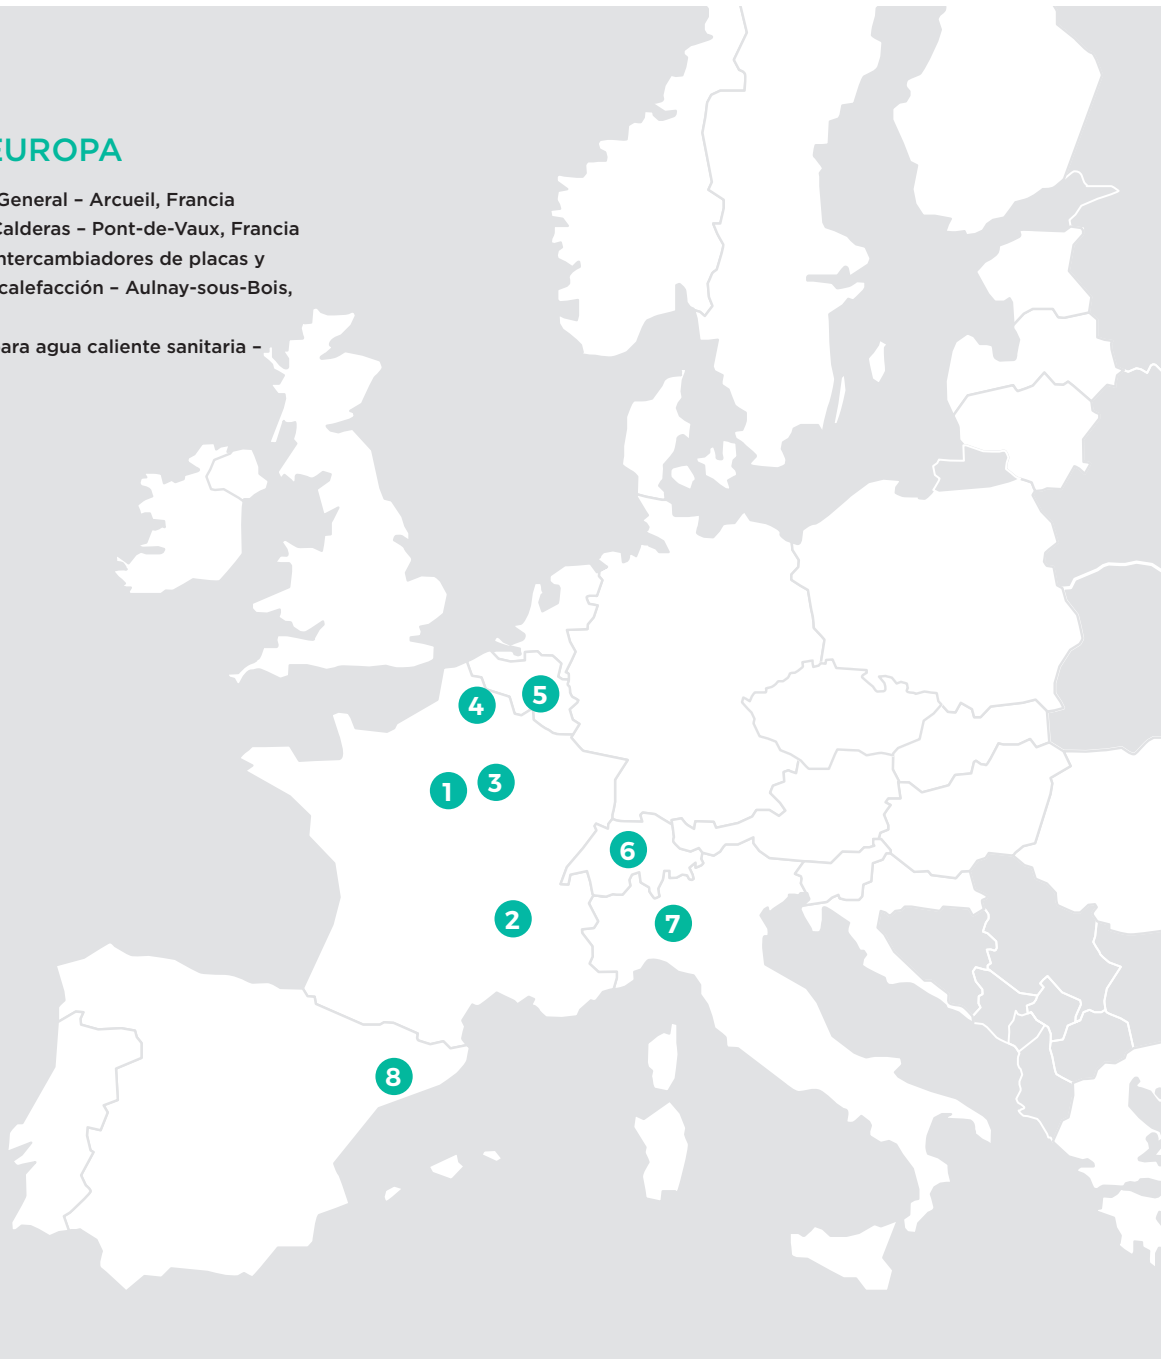 EUROPA
General – Arcueil, Francia
Calderas – Pont-de-Vaux, Francia
ntercambiadores de placas y
calefacción – Aulnay-sous-Bois,
ara agua caliente sanitaria –
5
4
3
1
6
2
7
8